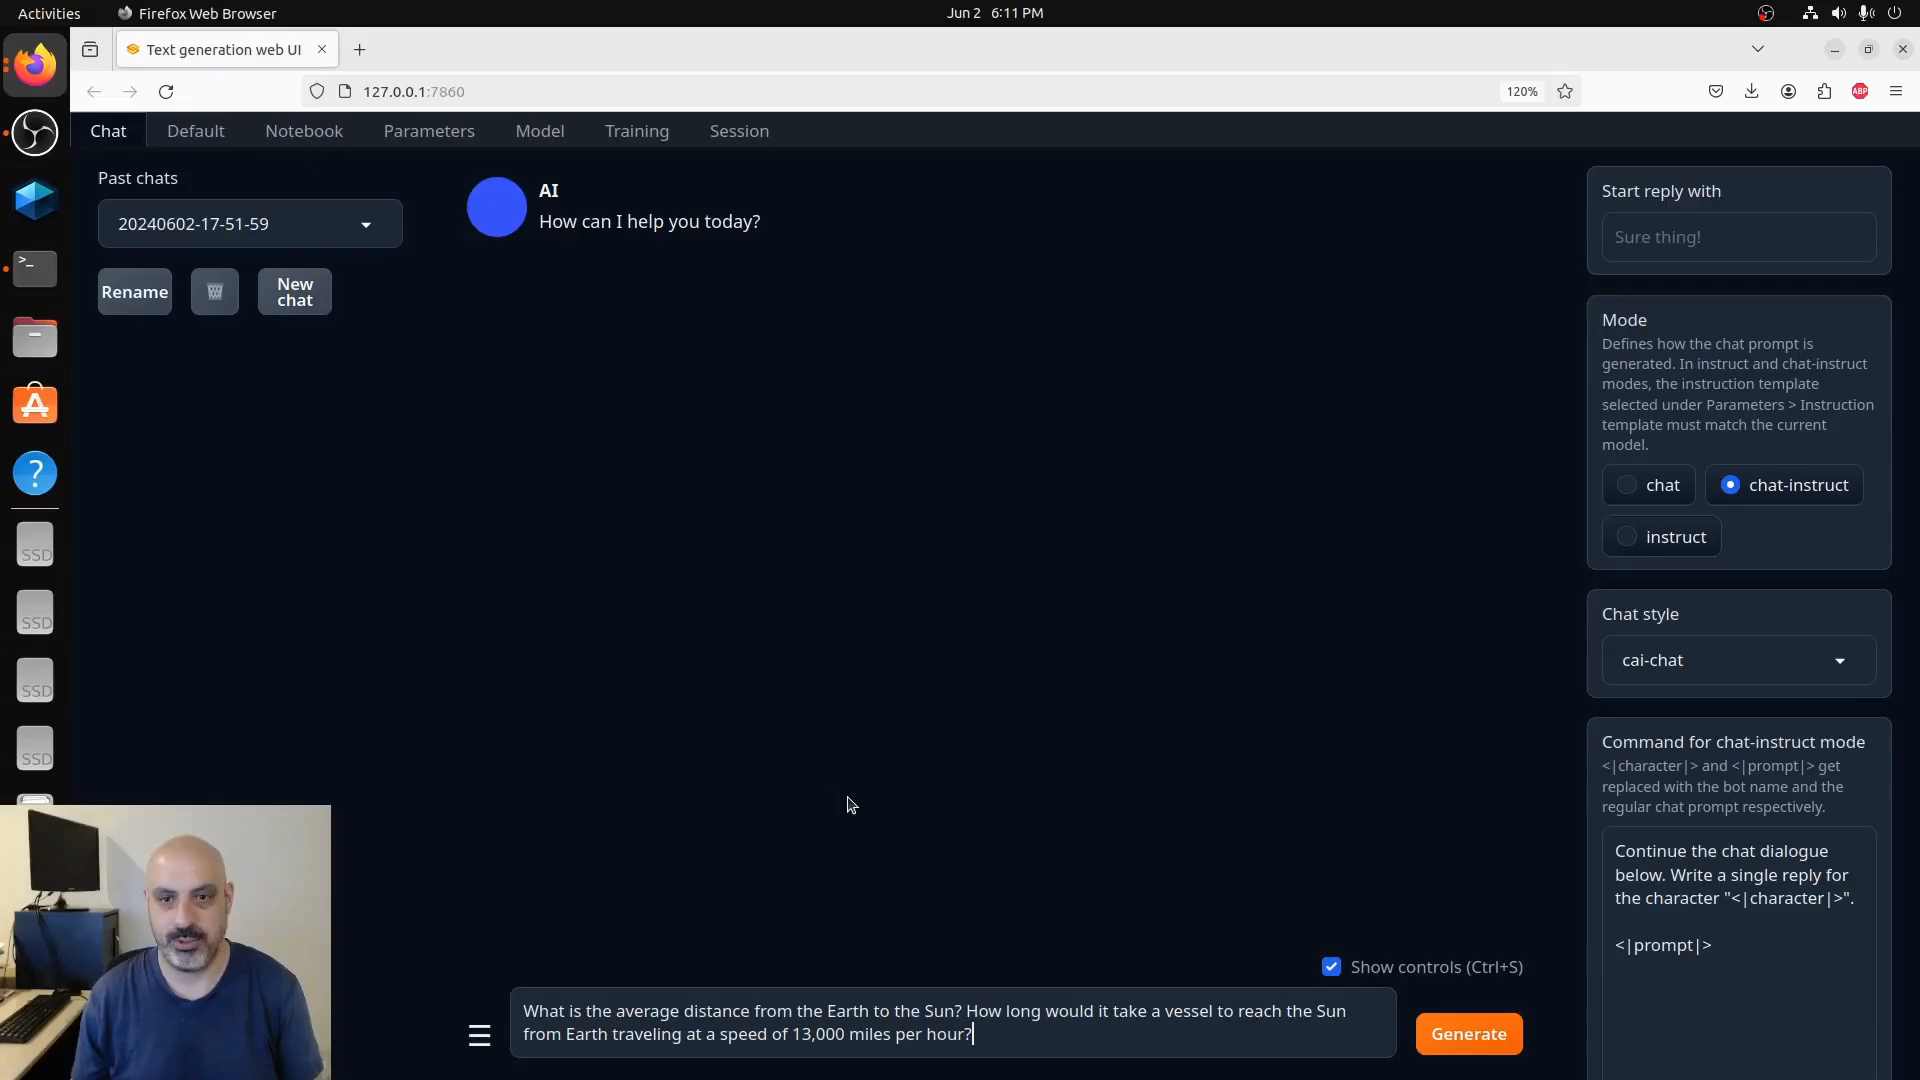 Activities
Firefox Web Browser
Jun 2 6:11 PM
Text generation web UI
127.0.0.1:7860
120%
ABP
Chat
Default
Notebook
Parameters
Model
Training
Session
Past chats
20240602-17-51-59
Rename
New
chat
AI
How can I help you today?
Start reply with
Sure thing!
Mode
Defines how the chat prompt is
generated. In instruct and chat-instruct
modes, the instruction template
selected under Parameters > Instruction
template must match the current
model.
chat
chat-instruct
instruct
Chat style
cai-chat
Command for chat-instruct mode
<|character|> and <|prompt|> get
replaced with the bot name and the
regular chat prompt respectively.
Continue the chat dialogue
below. Write a single reply for
the character "<|character|>".
<|prompt|>
Show controls (Ctrl+S)
What is the average distance from the Earth to the Sun? How long would it take a vessel to reach the Sun
from Earth traveling at a speed of 13,000 miles per hour?
Generate
SSD
SSD
SSD
SSD